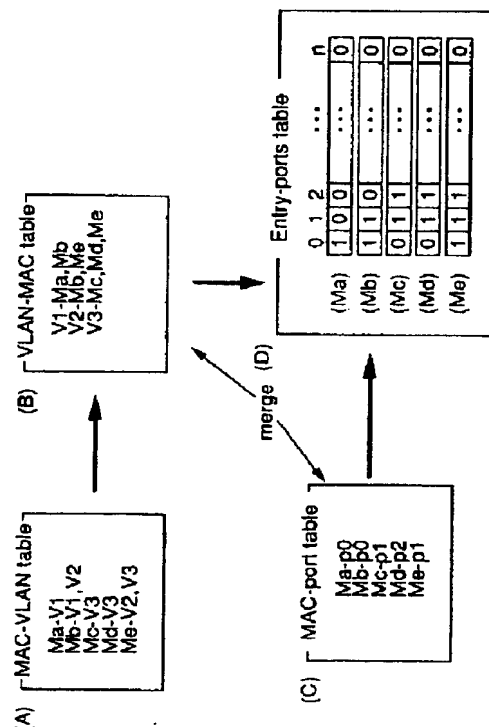 (A)
MAC-VLAN table
Ma-V1
Mb-V1,V2
Mc-V3
Md-V3
Me-V2,V3
(B)
VLAN-MAC table
V1-Ma,Mb
V2-Mb,Me
V3-Mc,Md,Me
merge
(C)
MAC-port table
Ma-p0
Mb-p0
Mc-p1
Md-p2
Me-p1
(D)
Entry-ports table
0 1 2 n
(Ma) 1 0 0 ... 0
(Mb) 1 1 0 ... 0
(Mc) 0 1 1 ... 0
(Md) 0 1 1 ... 0
(Me) 1 1 1 ... 0